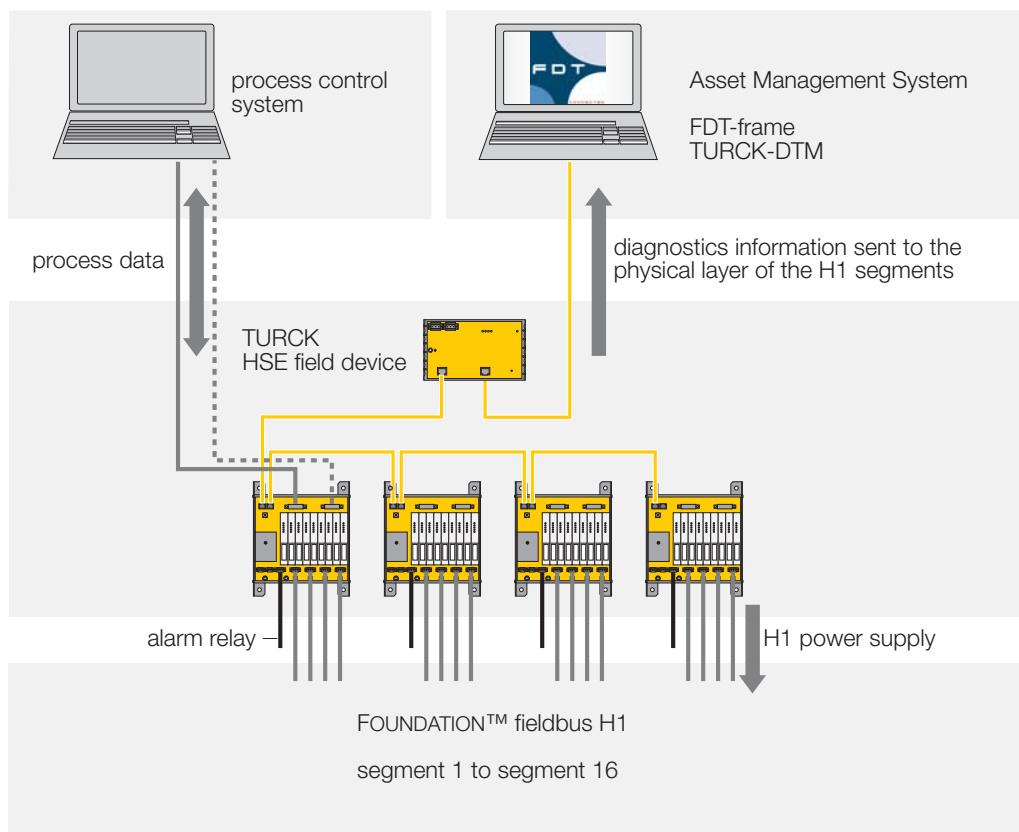 process control
system
FDT
Asset Management System
FDT-frame
TURCK-DTM
process data
diagnostics information sent to the
physical layer of the H1 segments
TURCK
HSE field device
alarm relay
H1 power supply
FOUNDATION™ fieldbus H1
segment 1 to segment 16